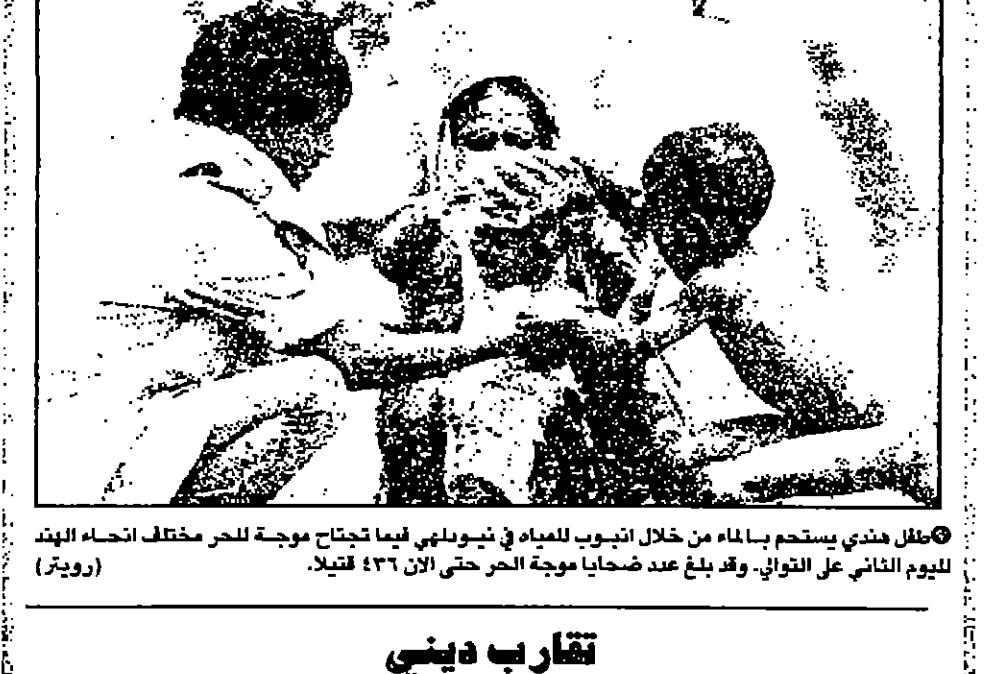 طفل هندي يستحم بالماء من خلال انبوب للمياه في نيودلهي فيما تجتاح موجة للحر مختلف انحاء الهند
لليوم الثاني على التوالي. وقد بلغ عدد ضحايا موجة الحر حتى الان ٤٣٦ قتيلا. (رويتر)
تقارب ديني